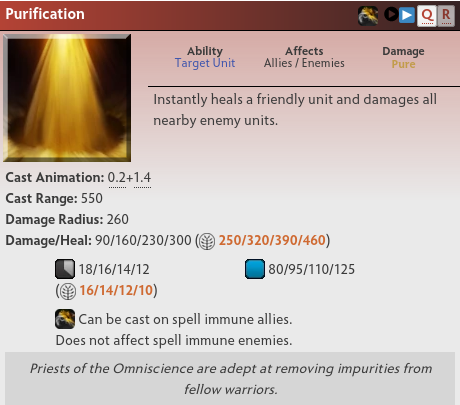 Purification
Q R
Ability Affects Damage
Target Unit Allies / Enemies Pure
Instantly heals a friendly unit and damages all
nearby enemy units.
Cast Animation: 0.2+1.4
Cast Range: 550
Damage Radius: 260
Damage/Heal: 90/160/230/300 (250/320/390/460)
18/16/14/12 80/95/110/125
(16/14/12/10)
Can be cast on spell immune allies.
Does not affect spell immune enemies.
Priests of the Omniscience are adept at removing impurities from
fellow warriors.